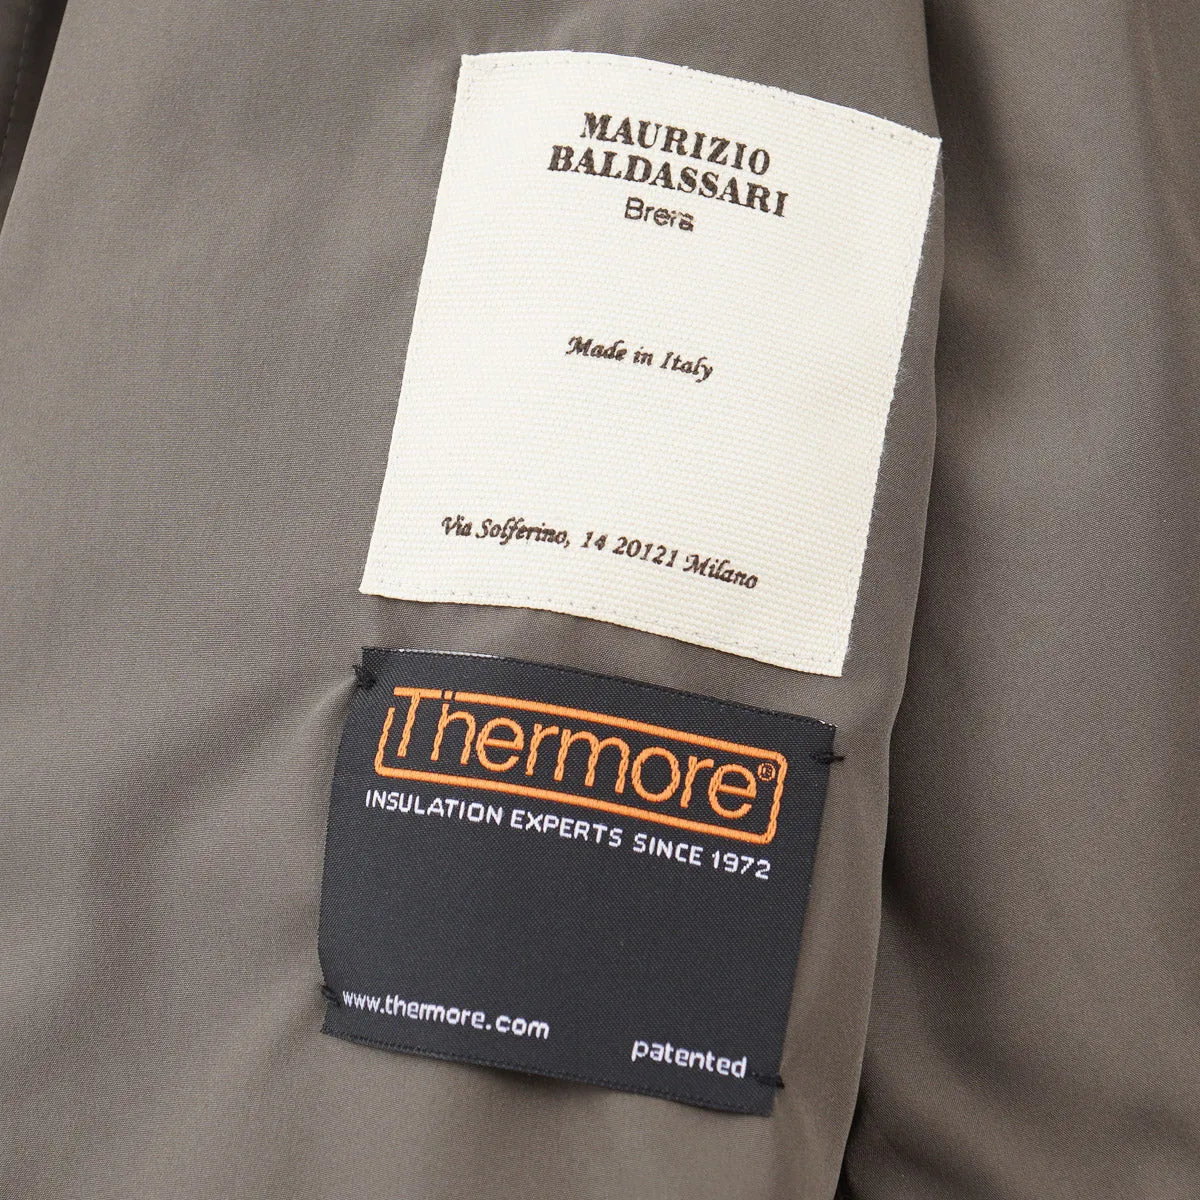 MAURIZIO
BALDASSARI
Brera
Made in Italy
Via Solferino, 14 20121 Milano
Thermore®
INSULATION EXPERTS SINCE 1972
www.thermore.com
patented